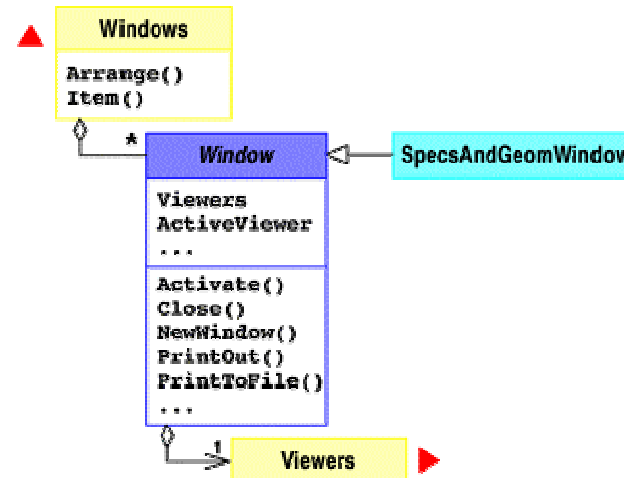 Windows
Arrange()
Item()
*
Window
SpecsAndGeomWindow
Viewers
ActiveViewer
...
Activate()
Close()
NewWindow()
PrintOut()
PrintToFile()
...
1
Viewers